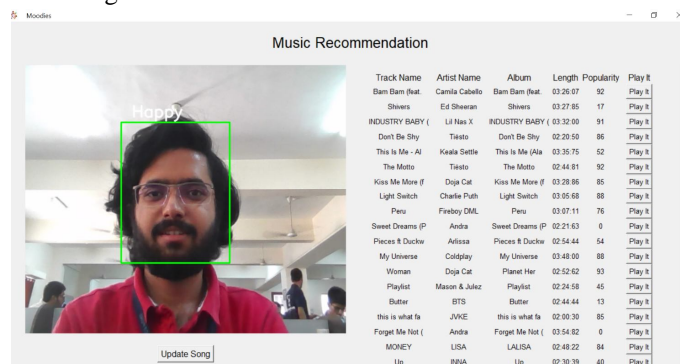 Moodies
Music Recommendation
Happy
Track Name Artist Name Album Length Popularity Play It
Bam Bam (feat. Camila Cabello Bam Bam (feat. 03:26:07 92 Play It
Shivers Ed Sheeran Shivers 03:27:85 17 Play It
INDUSTRY BABY ( Lil Nas X INDUSTRY BABY ( 03:32:00 91 Play It
Don't Be Shy Tiësto Don't Be Shy 02:20:50 86 Play It
This Is Me - Al Keala Settle This Is Me (Ala 03:35:75 52 Play It
The Motto Tiësto The Motto 02:44:81 92 Play It
Kiss Me More (f Doja Cat Kiss Me More (f 03:28:86 85 Play It
Light Switch Charlie Puth Light Switch 03:05:68 88 Play It
Peru Fireboy DML Peru 03:07:11 76 Play It
Sweet Dreams (P Andra Sweet Dreams (P 02:21:63 0 Play It
Pieces ft Duckw Arlissa Pieces ft Duckw 02:54:44 54 Play It
My Universe Coldplay My Universe 03:48:00 88 Play It
Woman Doja Cat Planet Her 02:52:62 93 Play It
Playlist Mason & Julez Playlist 02:24:58 45 Play It
Butter BTS Butter 02:44:44 13 Play It
this is what fa JVKE this is what fa 02:00:30 85 Play It
Forget Me Not ( Andra Forget Me Not ( 03:54:82 0 Play It
MONEY LISA LALISA 02:48:22 84 Play It
Up INNA Up 02:30:39 40 Play It
Update Song